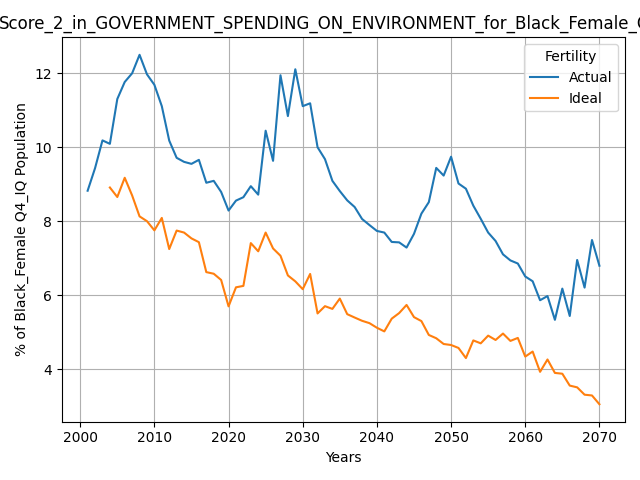 Score_2_in_GOVERNMENT_SPENDING_ON_ENVIRONMENT_for_Black_Female_
Fertility
Actual
Ideal
12
10
8
6
4
% of Black_Female Q4_IQ Population
2000 2010 2020 2030 2040 2050 2060 2070
Years